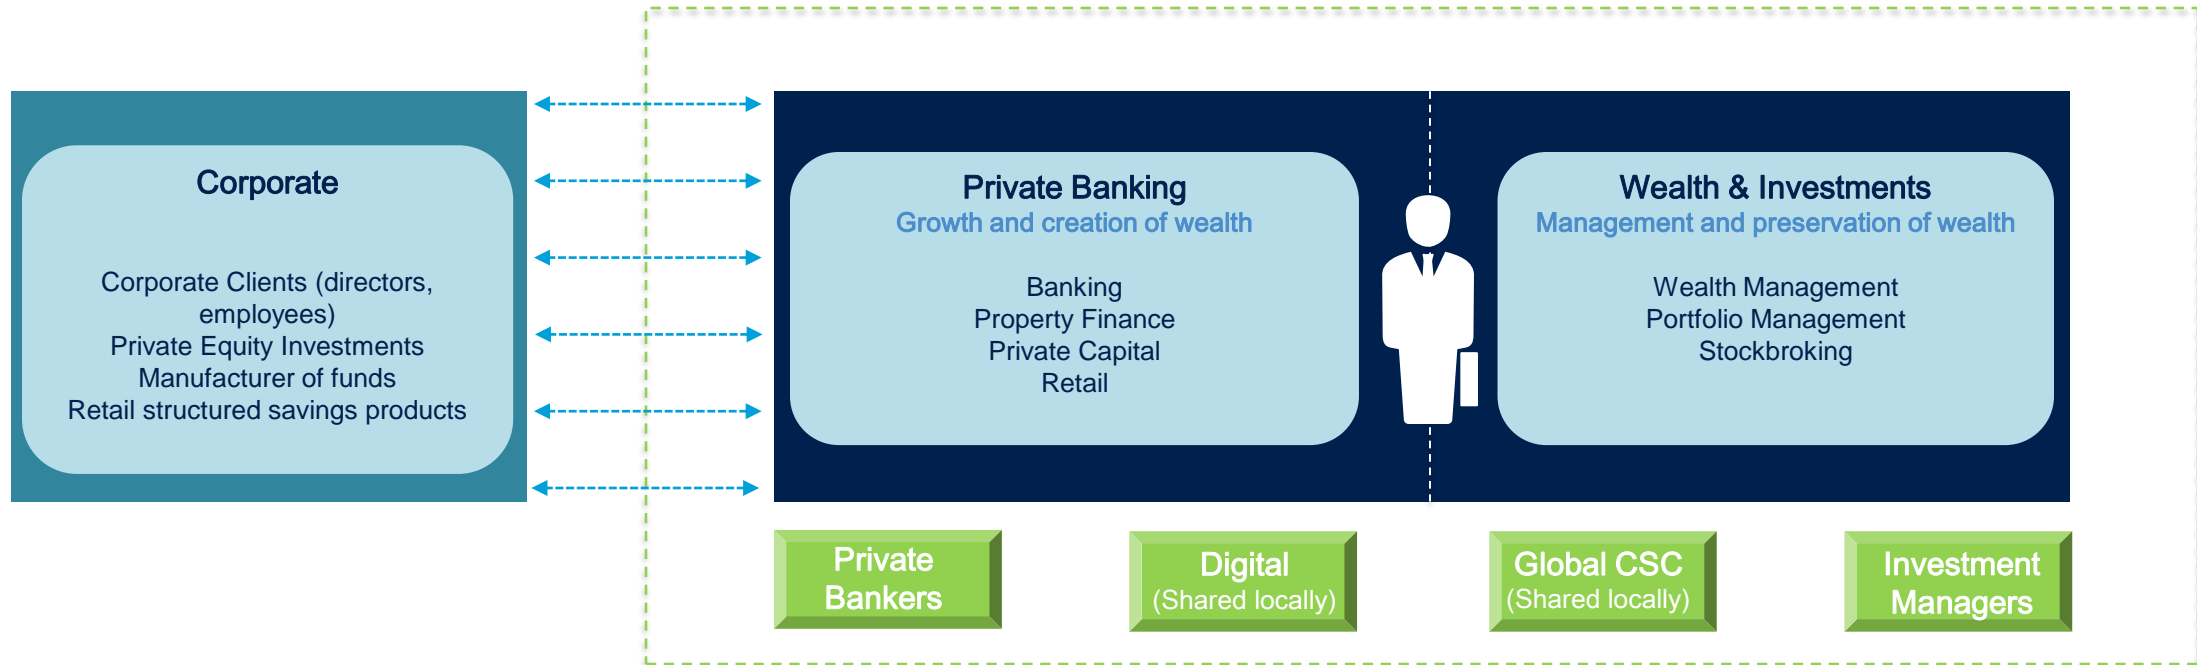 Corporate
Corporate Clients (directors,
employees)
Private Equity Investments
Manufacturer of funds
Retail structured savings products
Private Banking
Growth and creation of wealth
Banking
Property Finance
Private Capital
Retail
Wealth & Investments
Management and preservation of wealth
Wealth Management
Portfolio Management
Stockbroking
Private
Bankers
Digital
(Shared locally)
Global CSC
(Shared locally)
Investment
Managers